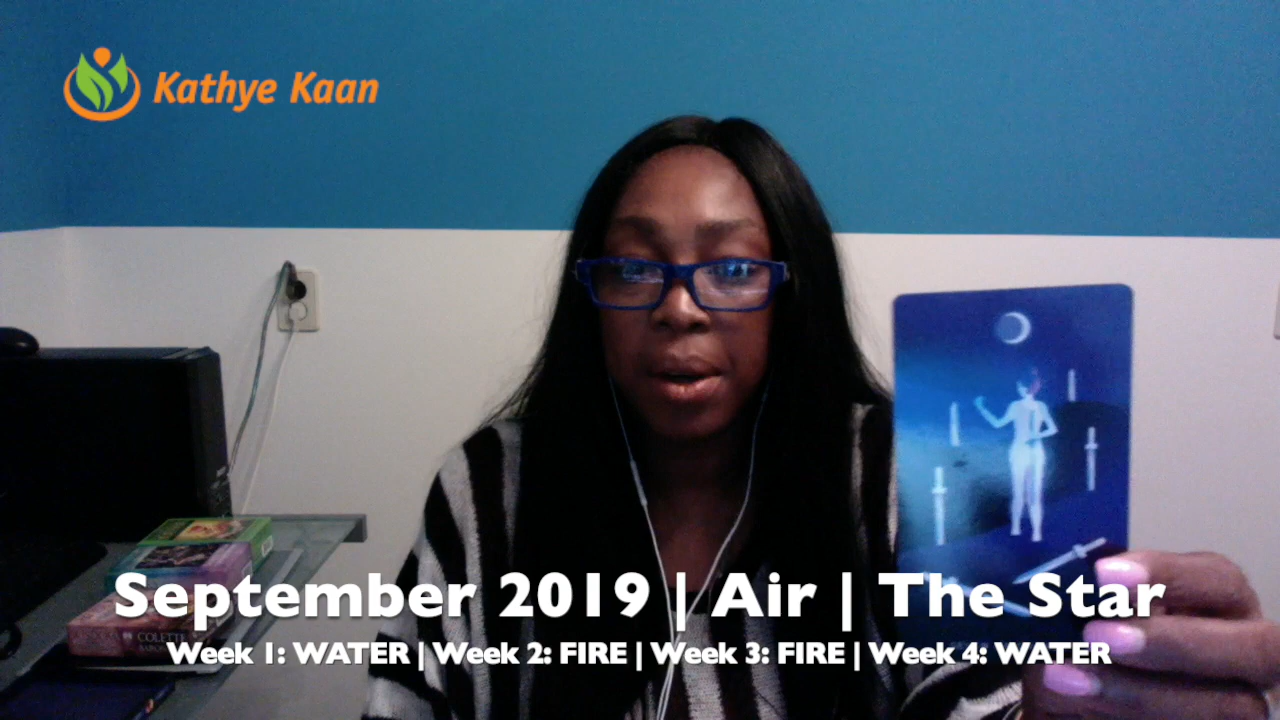 Kathye Kaan
September 2019 | Air | The Star
Week 1: WATER | Week 2: FIRE | Week 3: FIRE | Week 4: WATER
COLETTE